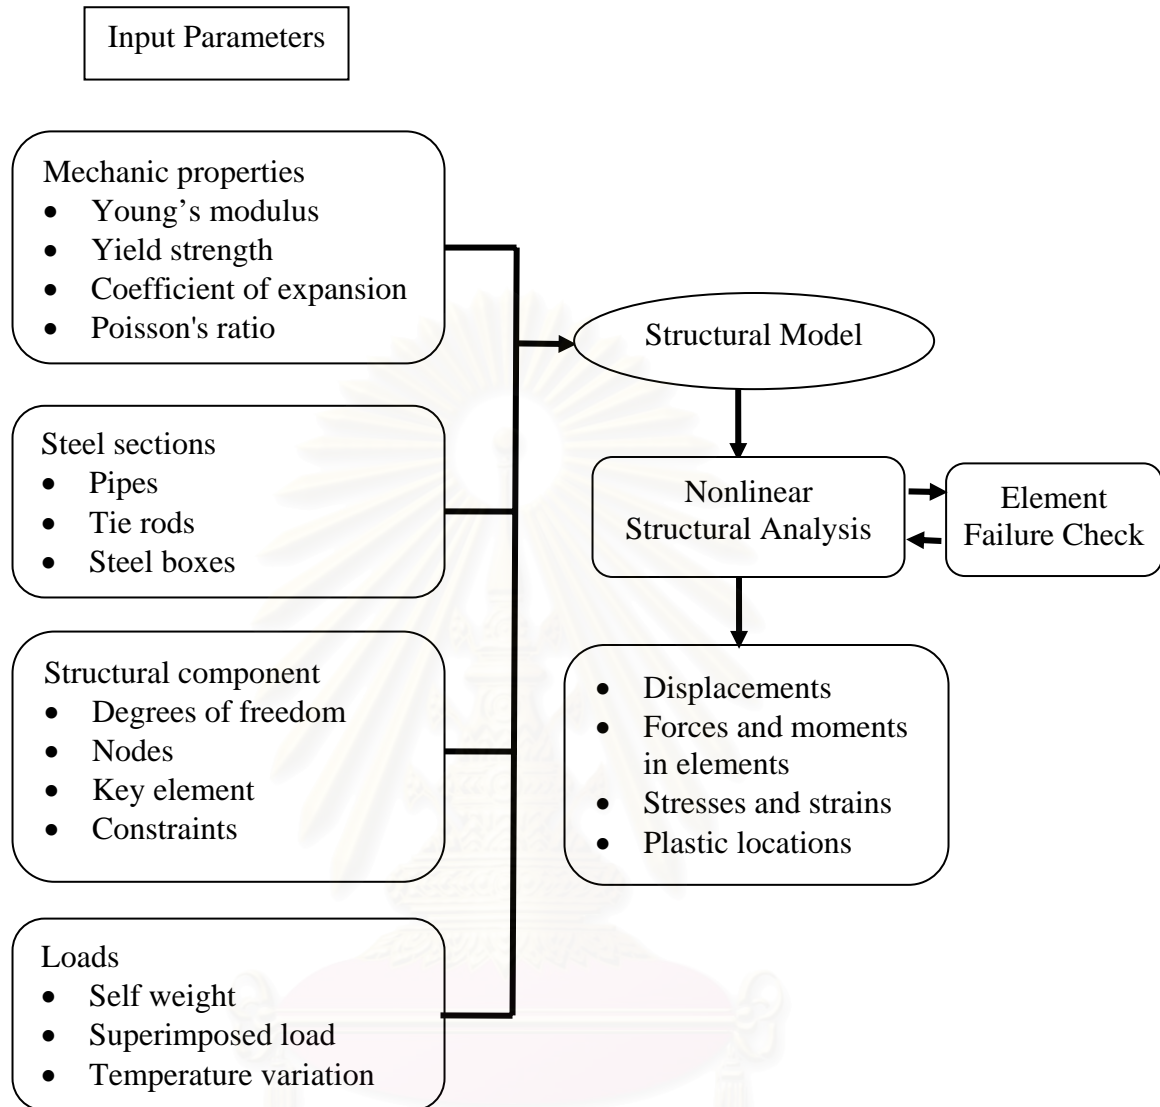 Input Parameters
Mechanic properties
• Young’s modulus
• Yield strength
• Coefficient of expansion
• Poisson's ratio
Steel sections
• Pipes
• Tie rods
• Steel boxes
Structural component
• Degrees of freedom
• Nodes
• Key element
• Constraints
Loads
• Self weight
• Superimposed load
• Temperature variation
Structural Model
Nonlinear
Structural Analysis
Element
Failure Check
• Displacements
• Forces and moments
in elements
• Stresses and strains
• Plastic locations